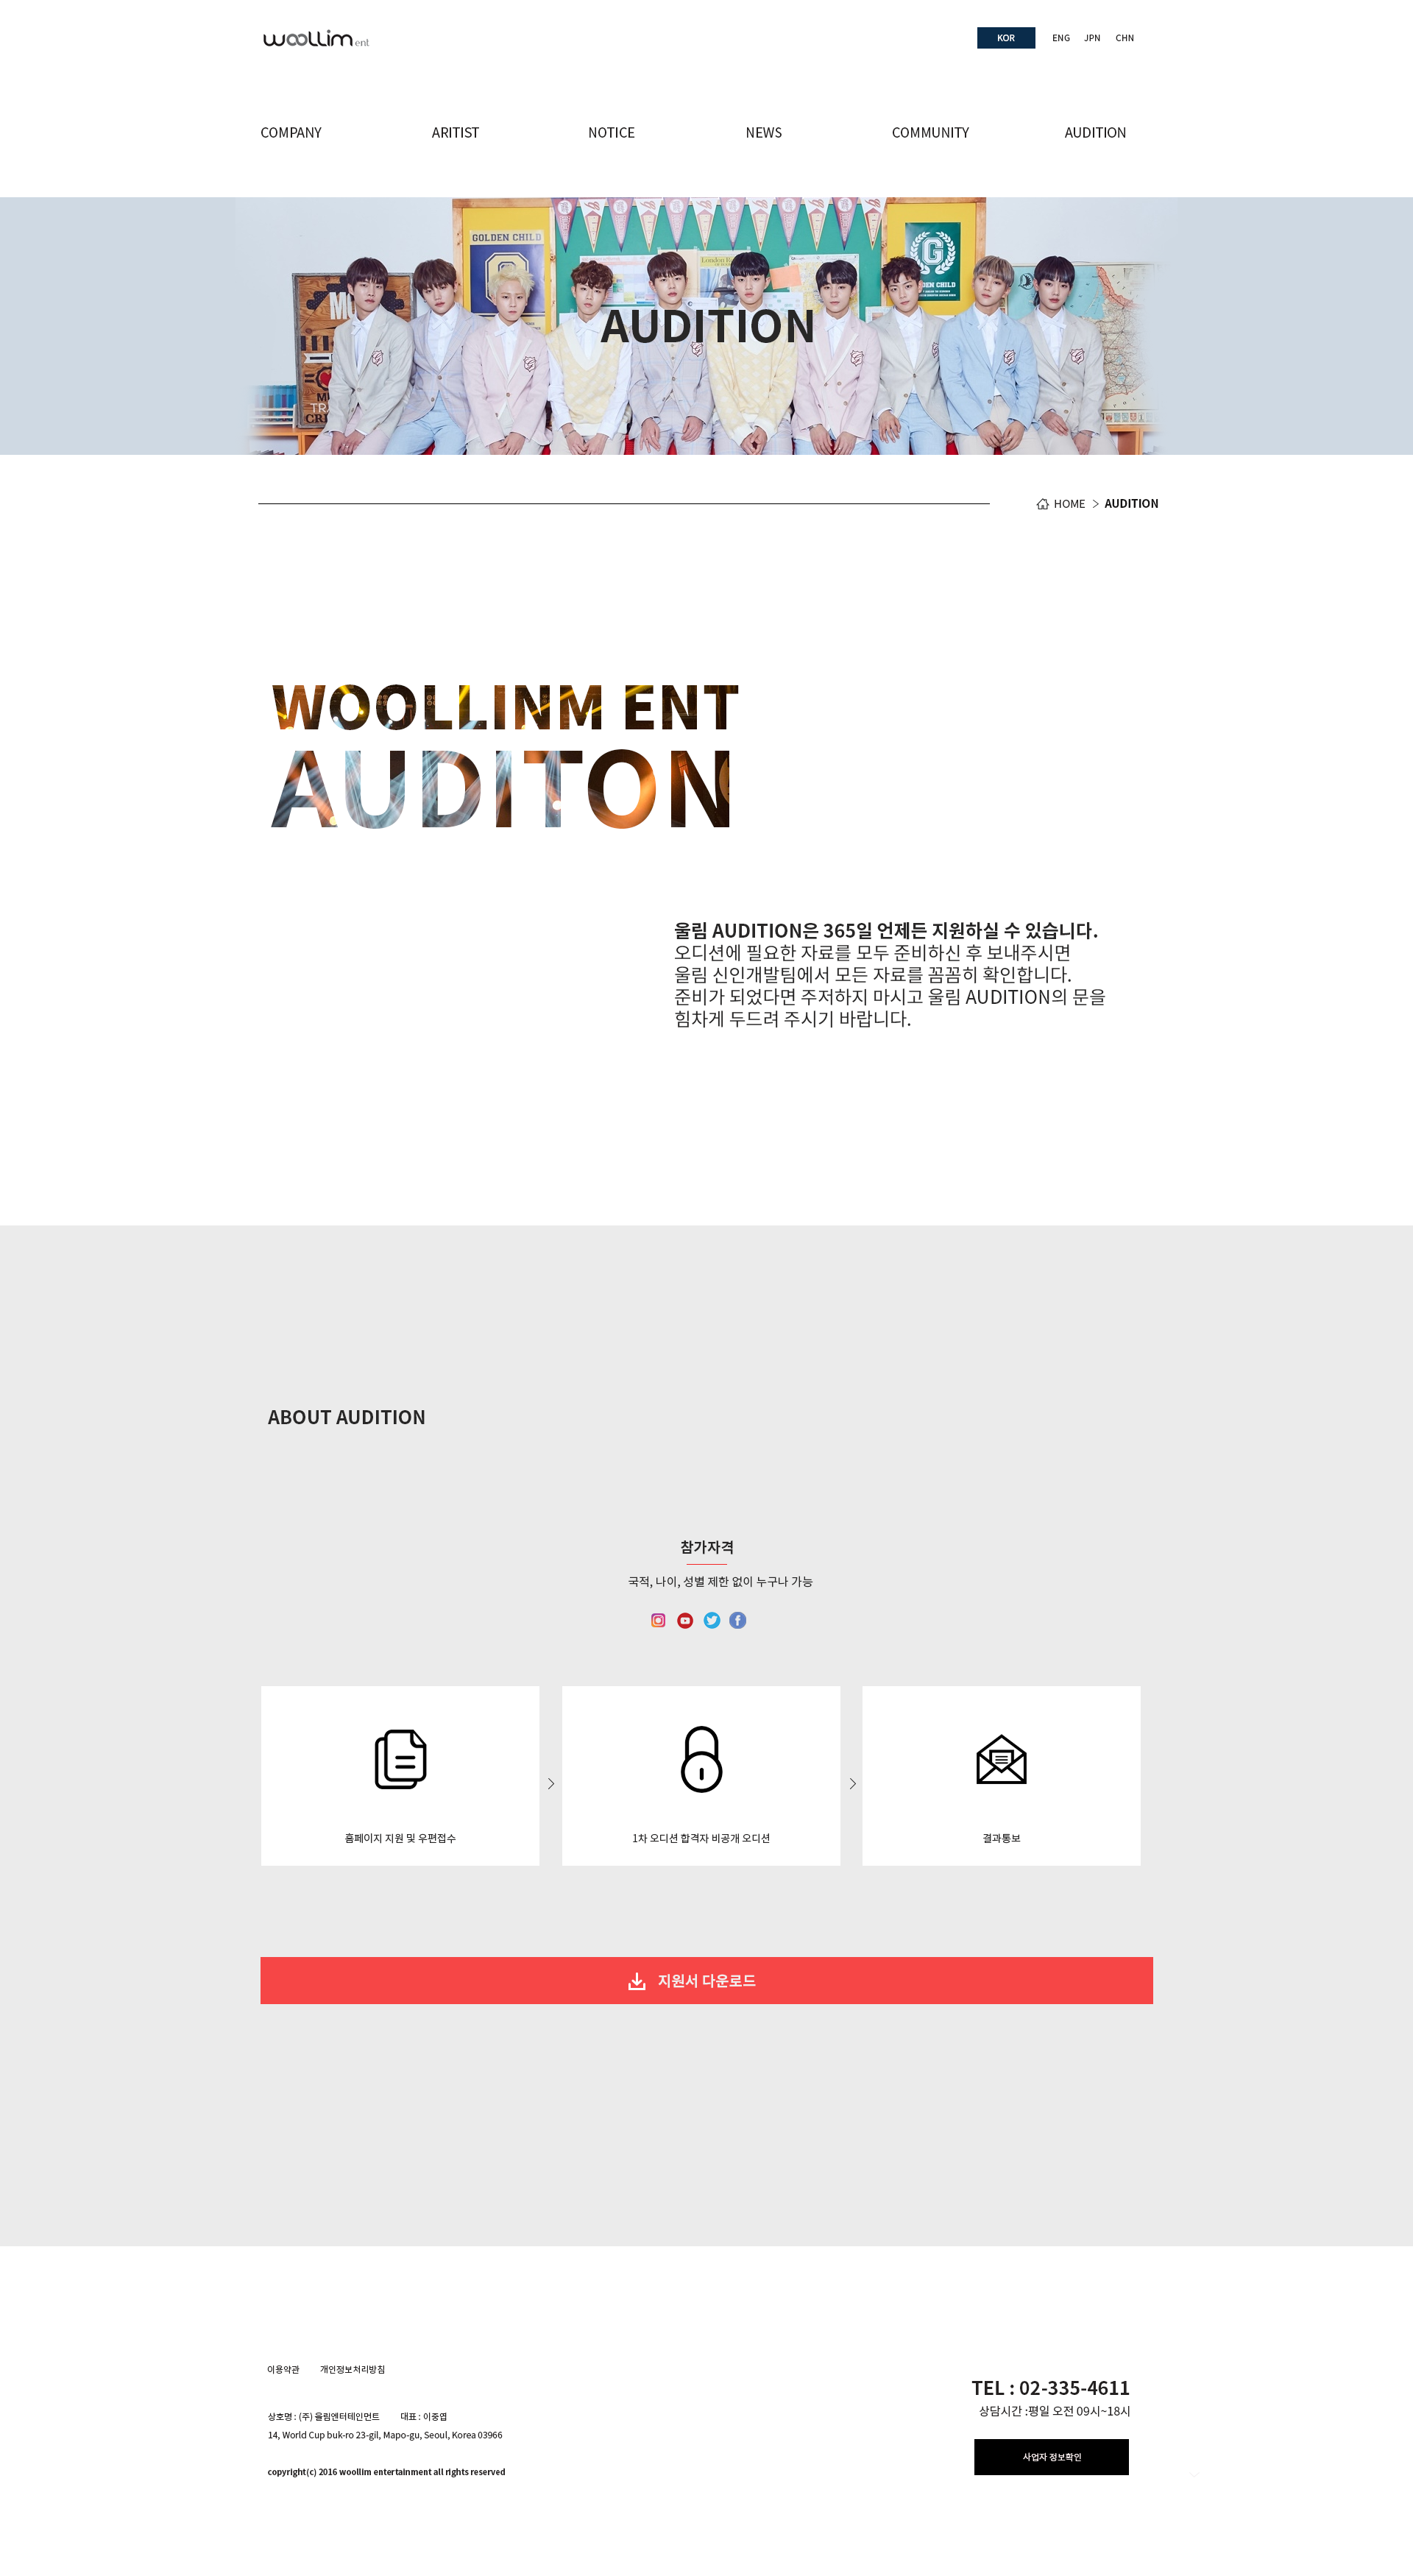 woollim ent
KOR ENG JPN CHN
COMPANY ARITIST NOTICE NEWS COMMUNITY AUDITION
GOLDEN CHILD
AUDITION
HOME > AUDITION
WOOLLINM ENT
AUDITON
울림 AUDITION은 365일 언제든 지원하실 수 있습니다.
오디션에 필요한 자료를 모두 준비하신 후 보내주시면
울림 신인개발팀에서 모든 자료를 꼼꼼히 확인합니다.
준비가 되었다면 주저하지 마시고 울림 AUDITION의 문을
힘차게 두드려 주시기 바랍니다.
ABOUT AUDITION
참가자격
국적, 나이, 성별 제한 없이 누구나 가능
홈페이지 지원 및 우편접수
1차 오디션 합격자 비공개 오디션
결과통보
지원서 다운로드
이용약관 개인정보처리방침
상호명 : (주) 울림엔터테인먼트 대표 : 이중엽
14, World Cup buk-ro 23-gil, Mapo-gu, Seoul, Korea 03966
copyright(c) 2016 woollim entertainment all rights reserved
TEL : 02-335-4611
상담시간 :평일 오전 09시~18시
사업자 정보확인